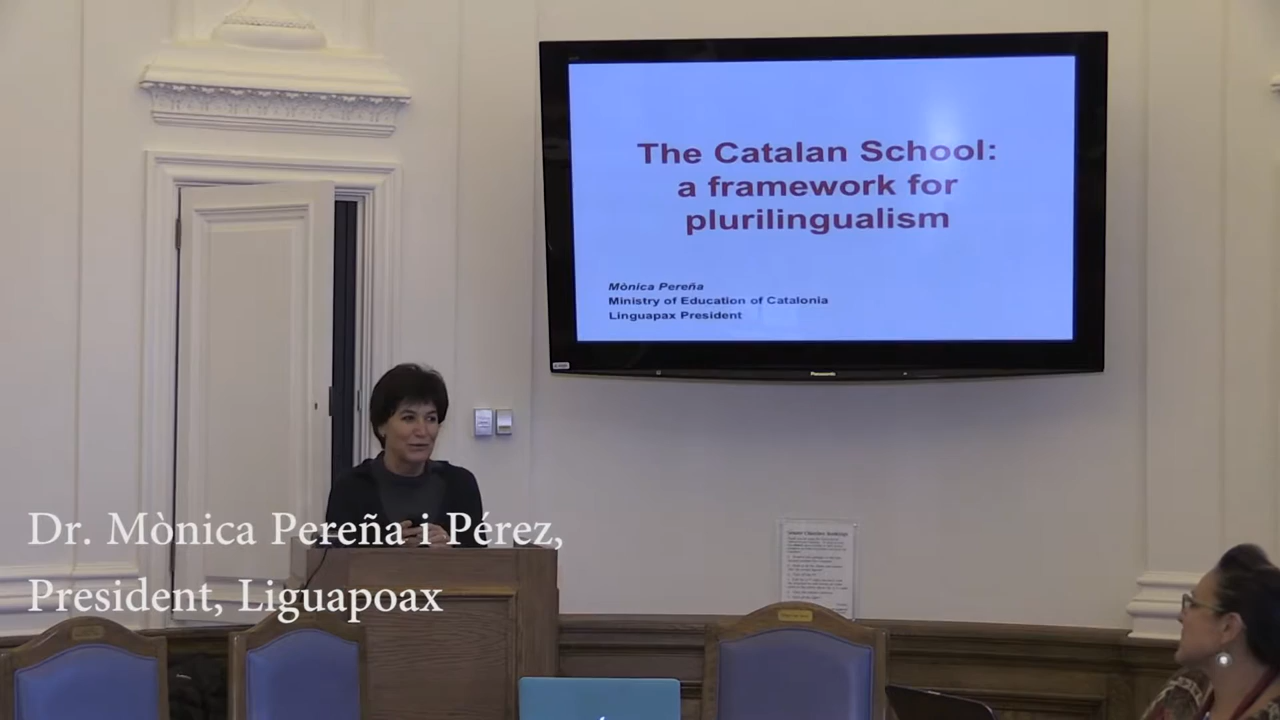 The Catalan School:
a framework for
plurilingualism
Mònica Pereña
Ministry of Education of Catalonia
Linguapax President
Panasonic
Dr. Mònica Pereña i Pérez,
President, Liguapoax